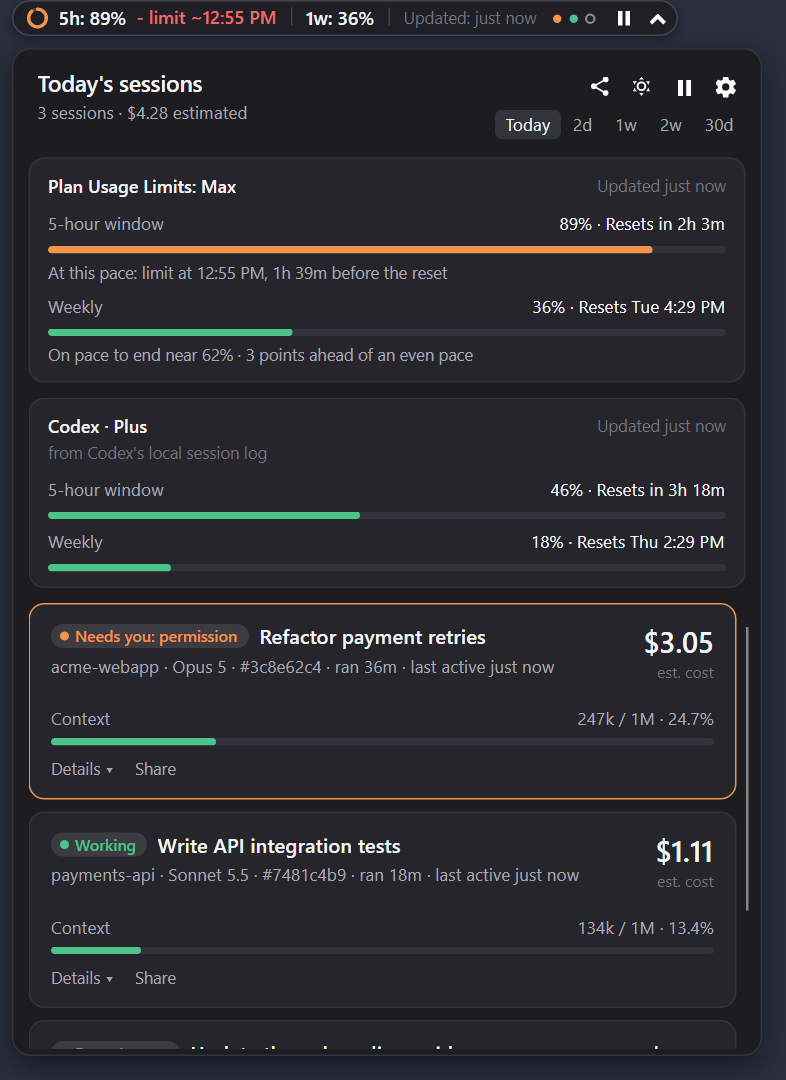 5h: 89% - limit ~12:55 PM 1w: 36% Updated: just now
Today's sessions
3 sessions · $4.28 estimated
Today 2d 1w 2w 30d
Plan Usage Limits: Max Updated just now
5-hour window 89% · Resets in 2h 3m
At this pace: limit at 12:55 PM, 1h 39m before the reset
Weekly 36% · Resets Tue 4:29 PM
On pace to end near 62% · 3 points ahead of an even pace
Codex · Plus Updated just now
from Codex's local session log
5-hour window 46% · Resets in 3h 18m
Weekly 18% · Resets Thu 2:29 PM
Needs you: permission Refactor payment retries $3.05
acme-webapp · Opus 5 · #3c8e62c4 · ran 36m · last active just now est. cost
Context 247k / 1M · 24.7%
Details ▾ Share
Working Write API integration tests $1.11
payments-api · Sonnet 5.5 · #7481c4b9 · ran 18m · last active just now est. cost
Context 134k / 1M · 13.4%
Details ▾ Share